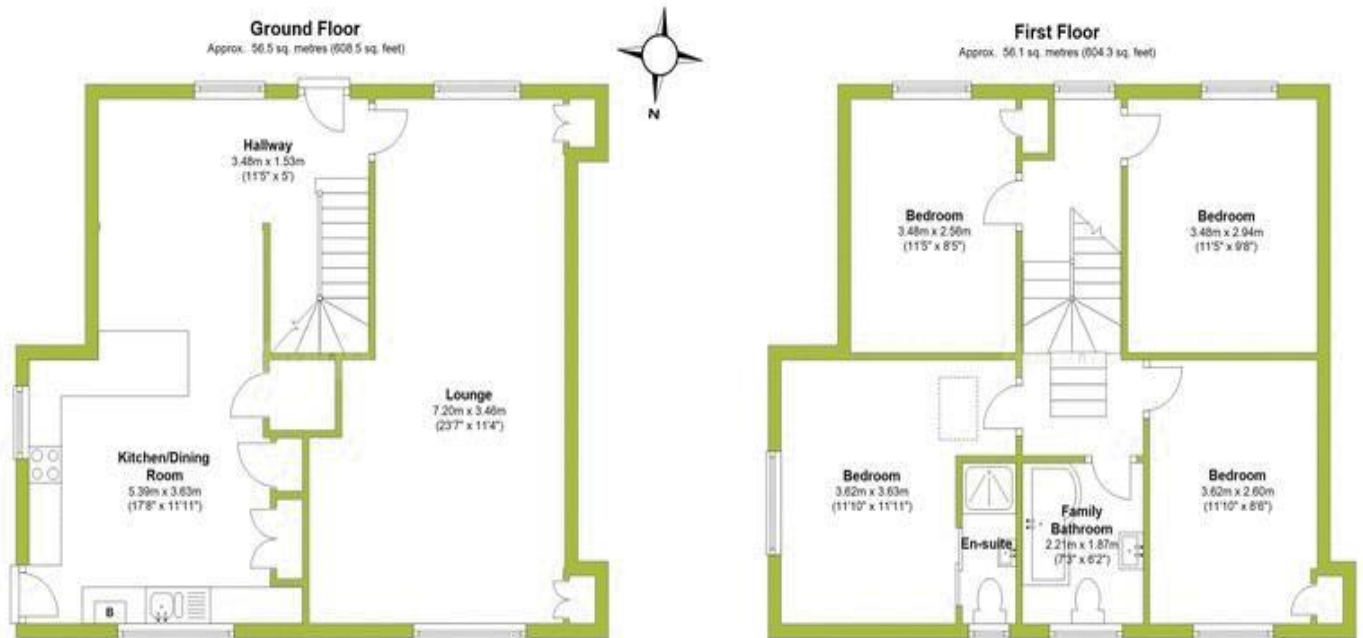 Ground Floor
Approx. 56.5 sq. metres (608.5 sq. feet)
N
Hallway
3.48m x 1.53m
(11'5" x 5')
Lounge
7.20m x 3.46m
(23'7" x 11'4")
Kitchen/Dining
Room
5.39m x 3.63m
(17'8" x 11'11")
B
First Floor
Approx. 56.1 sq. metres (604.3 sq. feet)
Bedroom
3.48m x 2.56m
(11'5" x 8'5")
Bedroom
3.48m x 2.94m
(11'5" x 9'8")
Bedroom
3.62m x 3.63m
(11'10" x 11'11")
En-suite
Family
Bathroom
2.21m x 1.87m
(7'3" x 6'2")
Bedroom
3.62m x 2.60m
(11'10" x 8'6")